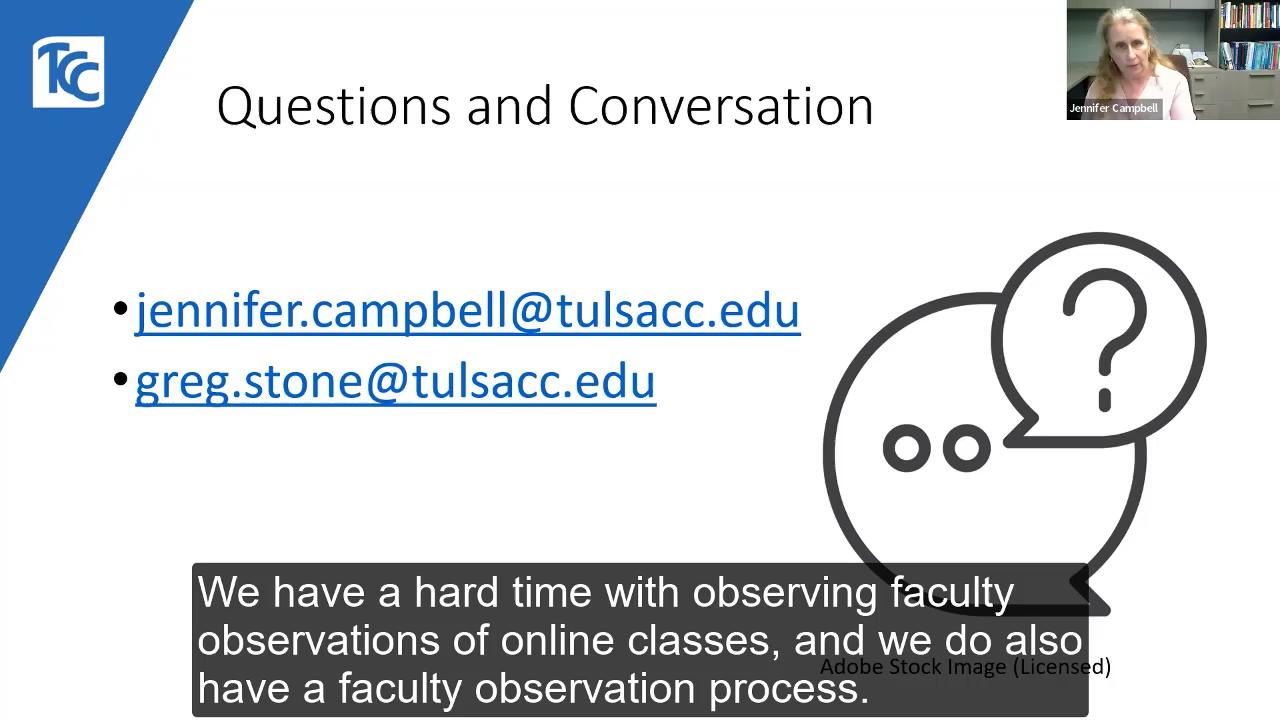 TCC
Jennifer Campbell
Questions and Conversation
• jennifer.campbell@tulsacc.edu
• greg.stone@tulsacc.edu
?
We have a hard time with observing faculty
observations of online classes, and we do also
have a faculty observation process.
Adobe Stock Image (Licensed)